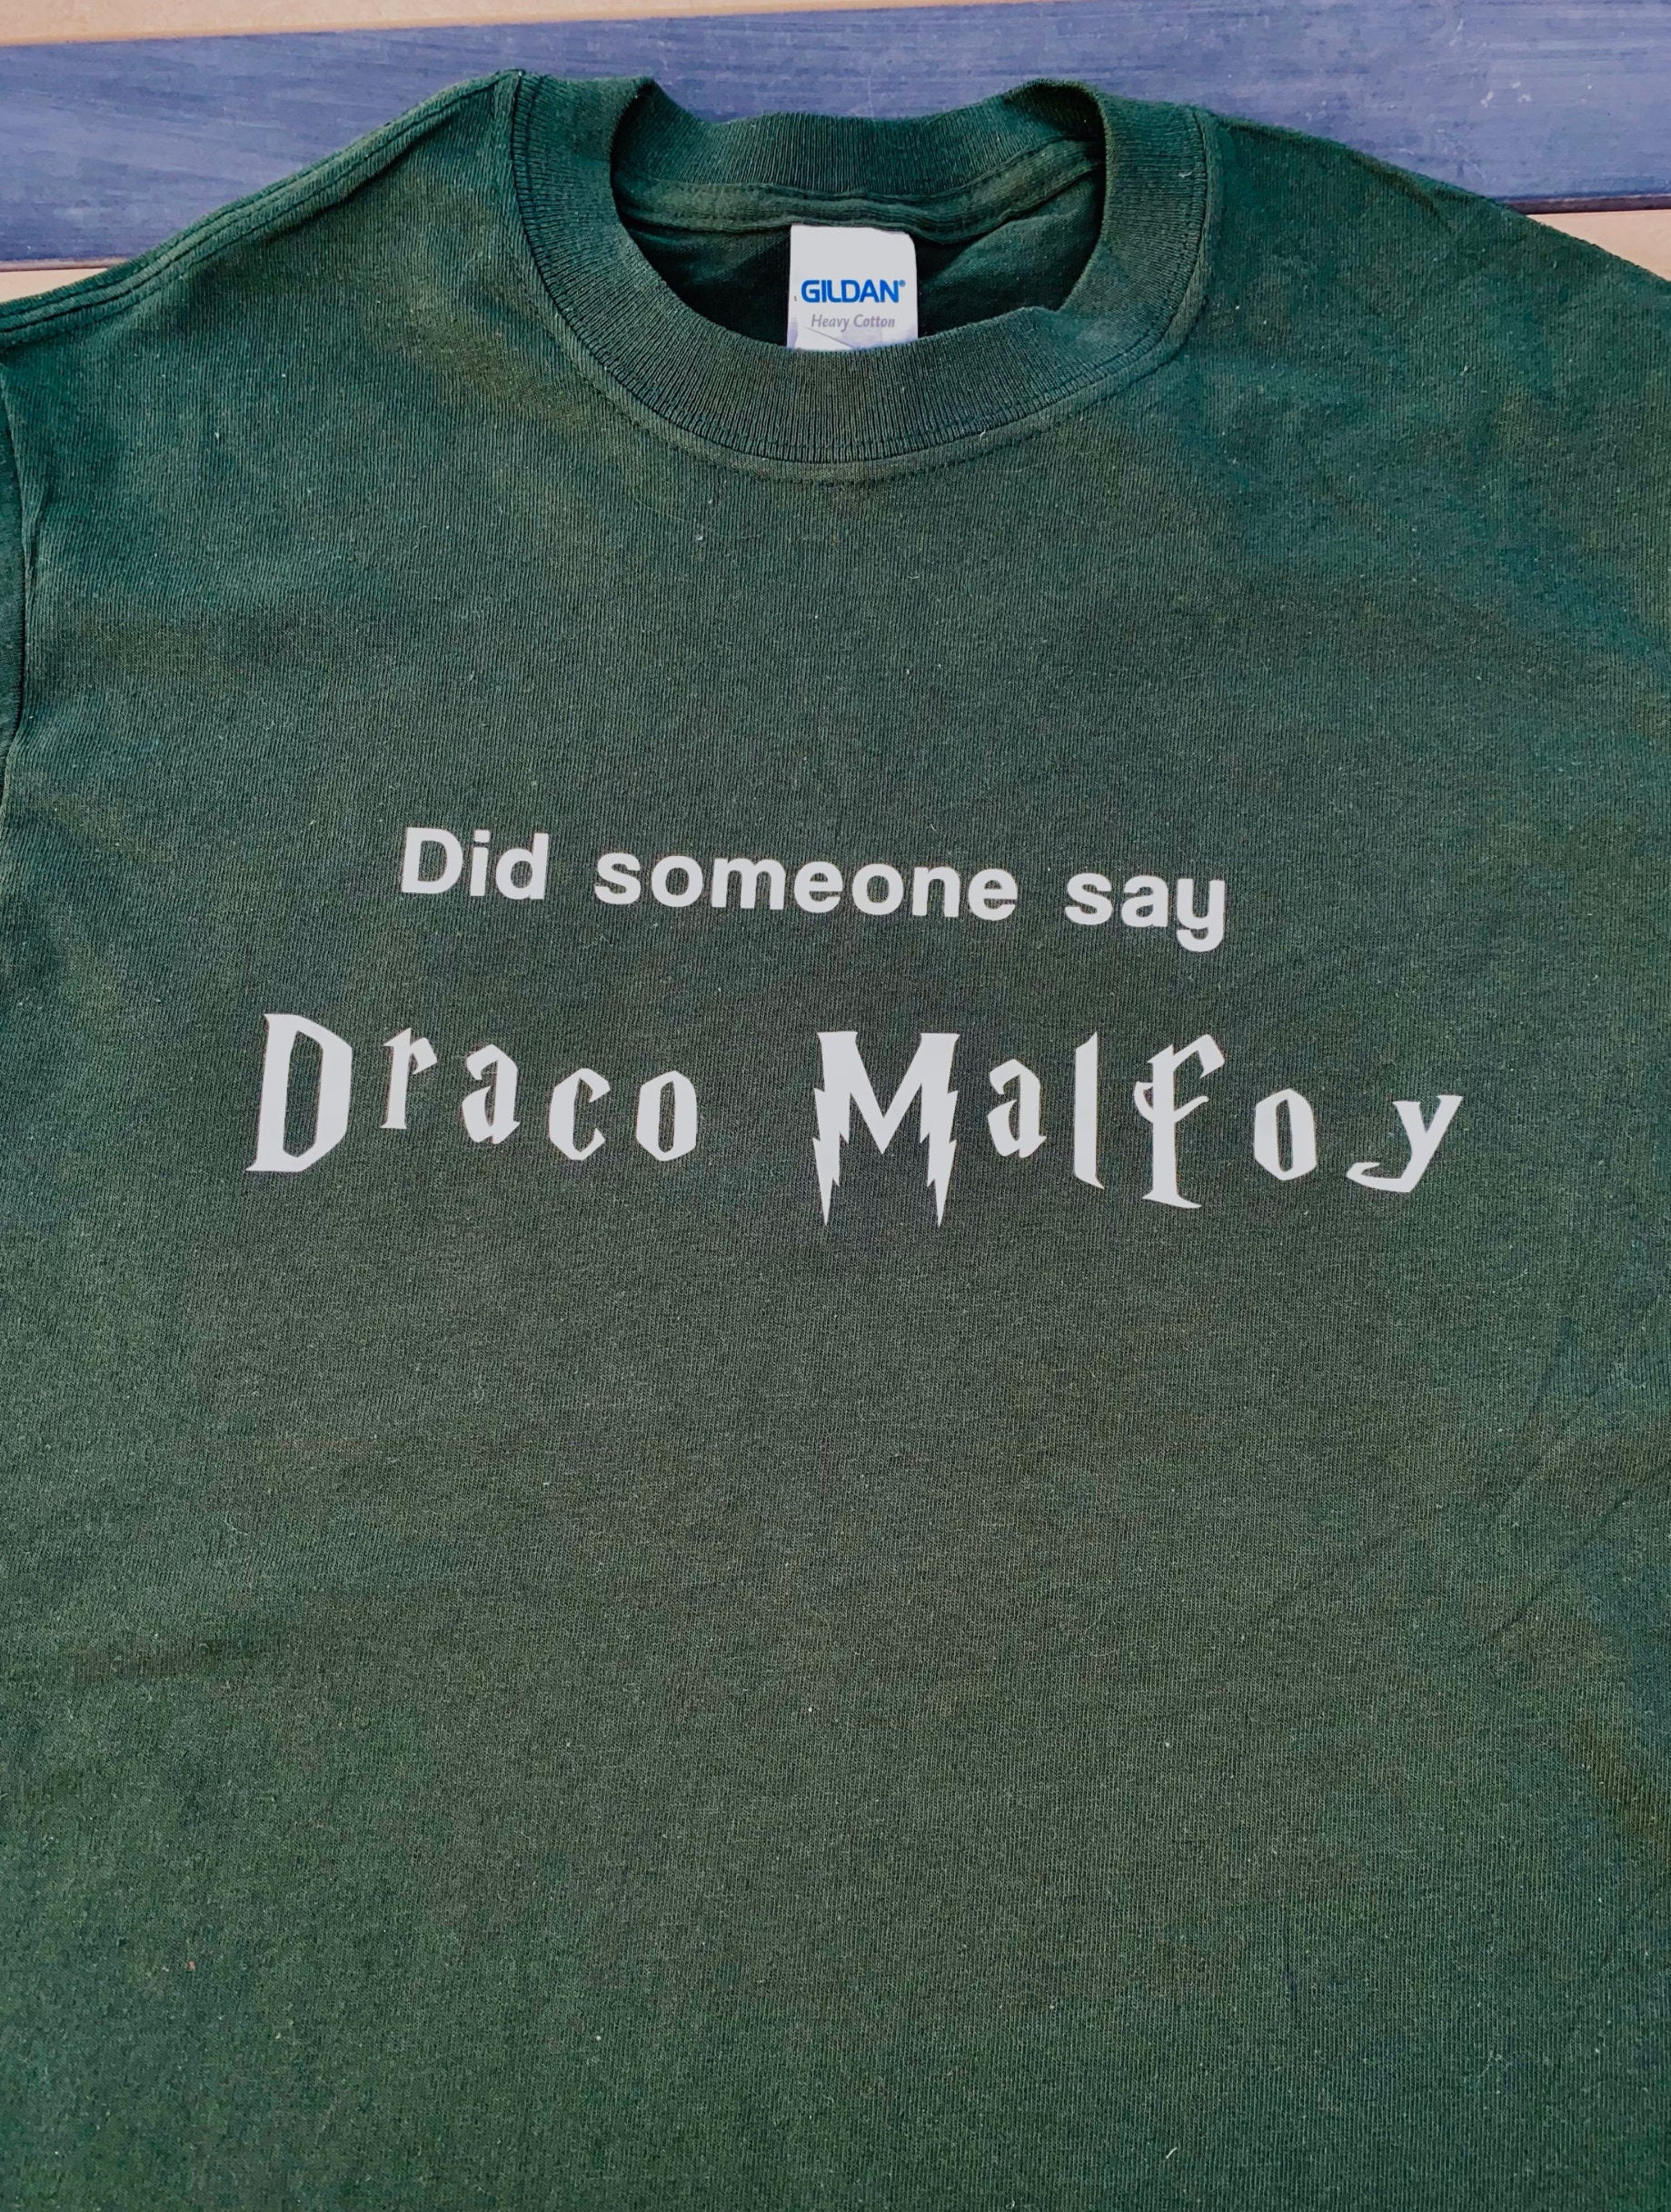 GILDAN®
Heavy Cotton
Did someone say
Draco Malfoy